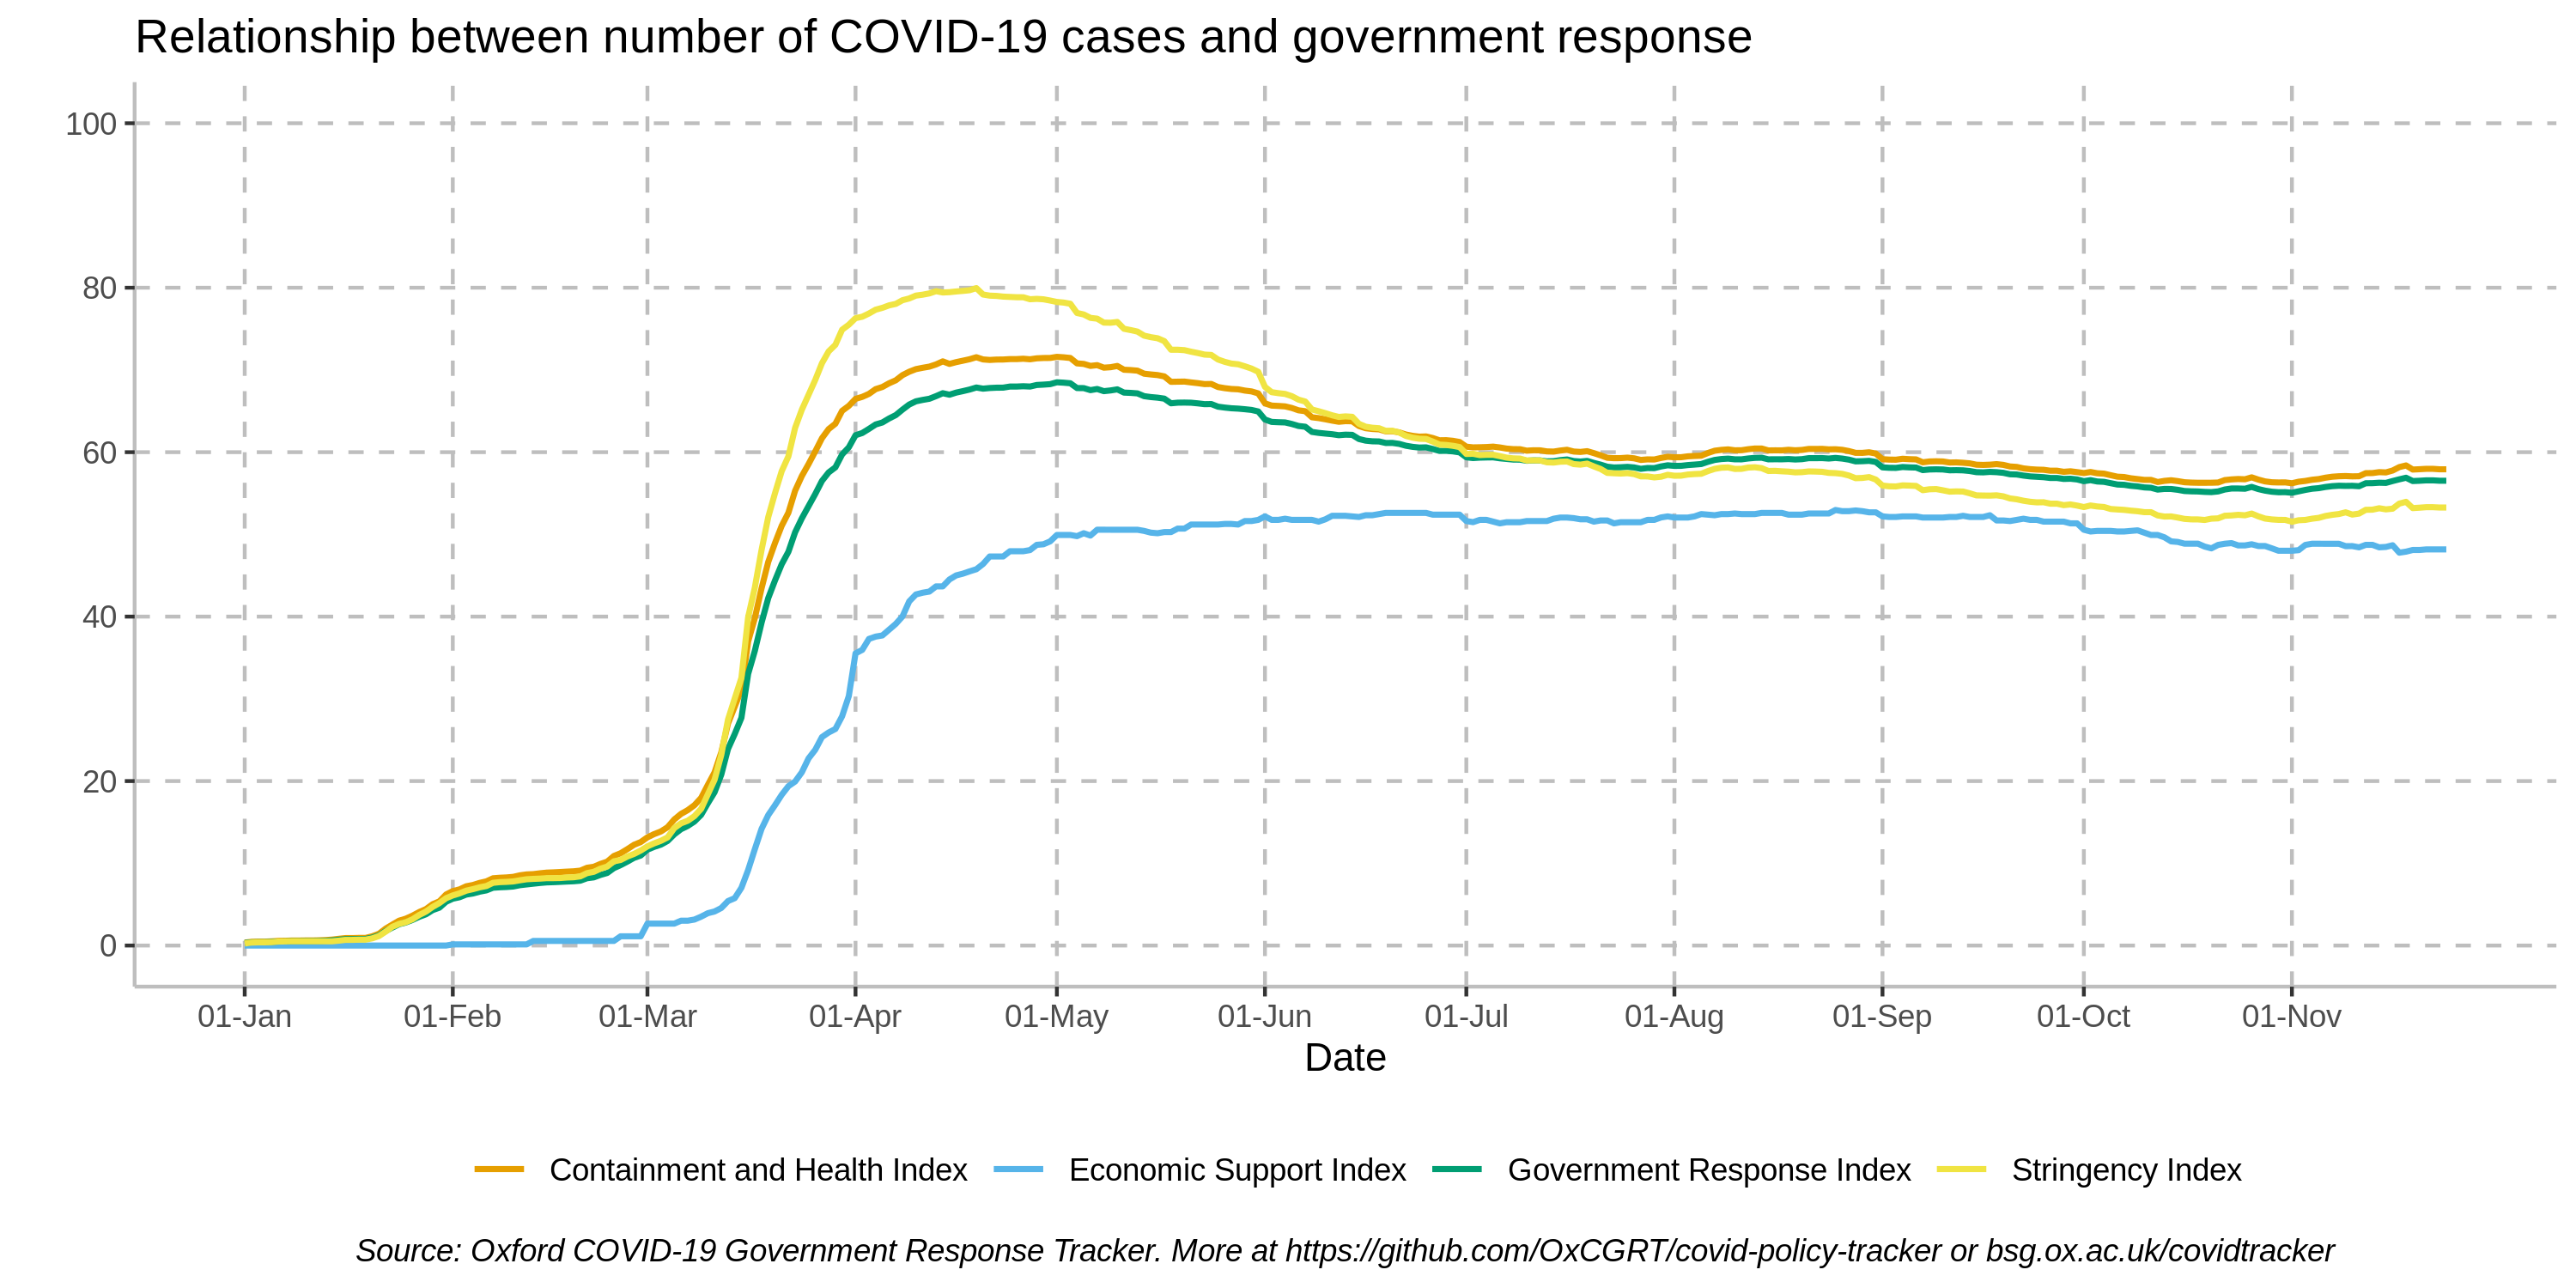 Relationship between number of COVID-19 cases and government response
100
80
60
40
20
0
01-Jan 01-Feb 01-Mar 01-Apr 01-May 01-Jun 01-Jul 01-Aug 01-Sep 01-Oct 01-Nov
Date
Containment and Health Index Economic Support Index Government Response Index Stringency Index
Source: Oxford COVID-19 Government Response Tracker. More at https://github.com/OxCGRT/covid-policy-tracker or bsg.ox.ac.uk/covidtracker